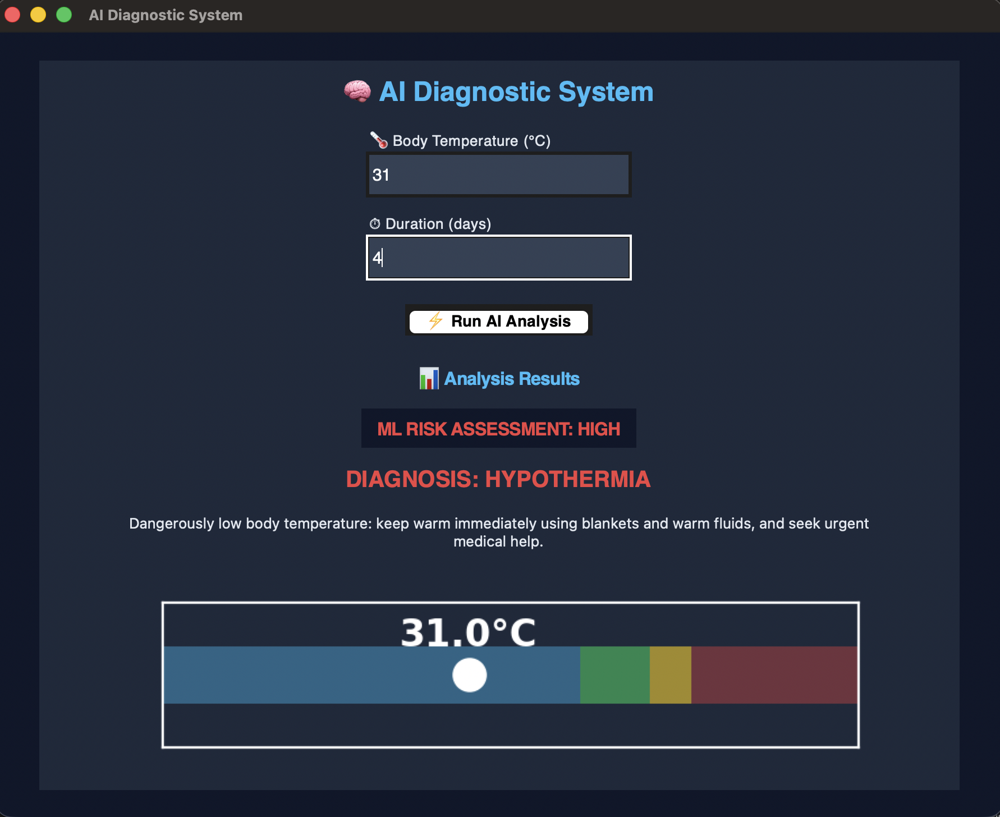 AI Diagnostic System
🧠 AI Diagnostic System
🌡️ Body Temperature (°C)
31
⏱ Duration (days)
4
⚡ Run AI Analysis
📊 Analysis Results
ML RISK ASSESSMENT: HIGH
DIAGNOSIS: HYPOTHERMIA
Dangerously low body temperature: keep warm immediately using blankets and warm fluids, and seek urgent
medical help.
31.0°C